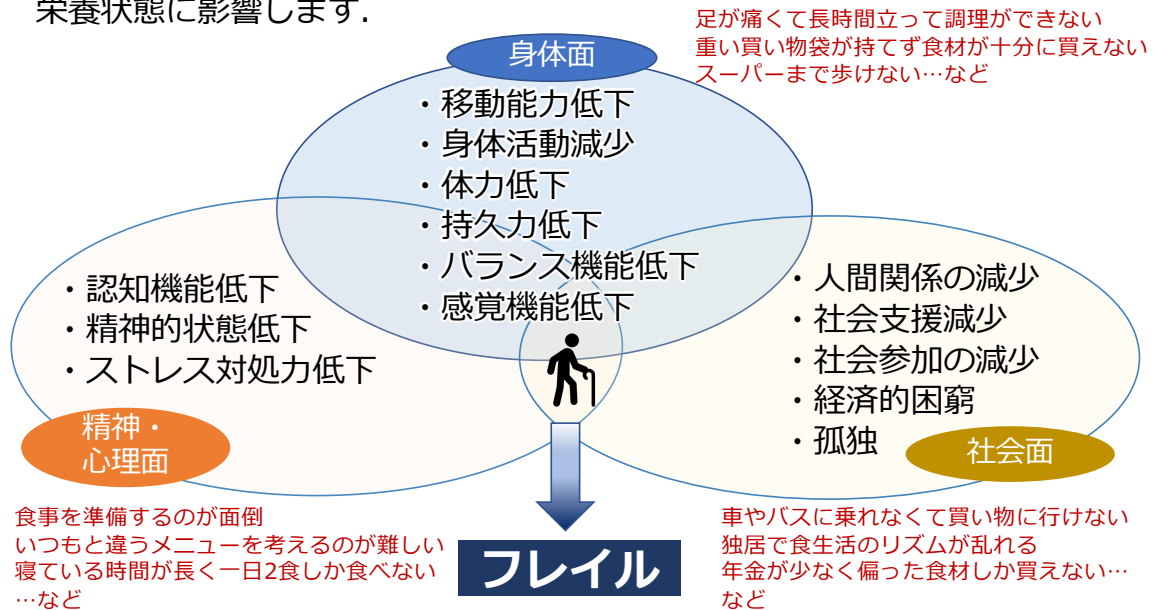 栄養状態に影響します.
足が痛くて長時間立って調理ができない
重い買い物袋が持てず食材が十分に買えない
スーパーまで歩けない…など
身体面
・移動能力低下
・身体活動減少
・体力低下
・持久力低下
・バランス機能低下
・感覚機能低下
・認知機能低下
・精神的状態低下
・ストレス対処力低下
精神・
心理面
・人間関係の減少
・社会支援減少
・社会参加の減少
・経済的困窮
・孤独
社会面
食事を準備するのが面倒
いつもと違うメニューを考えるのが難しい
寝ている時間が長く一日2食しか食べない
…など
フレイル
車やバスに乗れなくて買い物に行けない
独居で食生活のリズムが乱れる
年金が少なく偏った食材しか買えない…
など